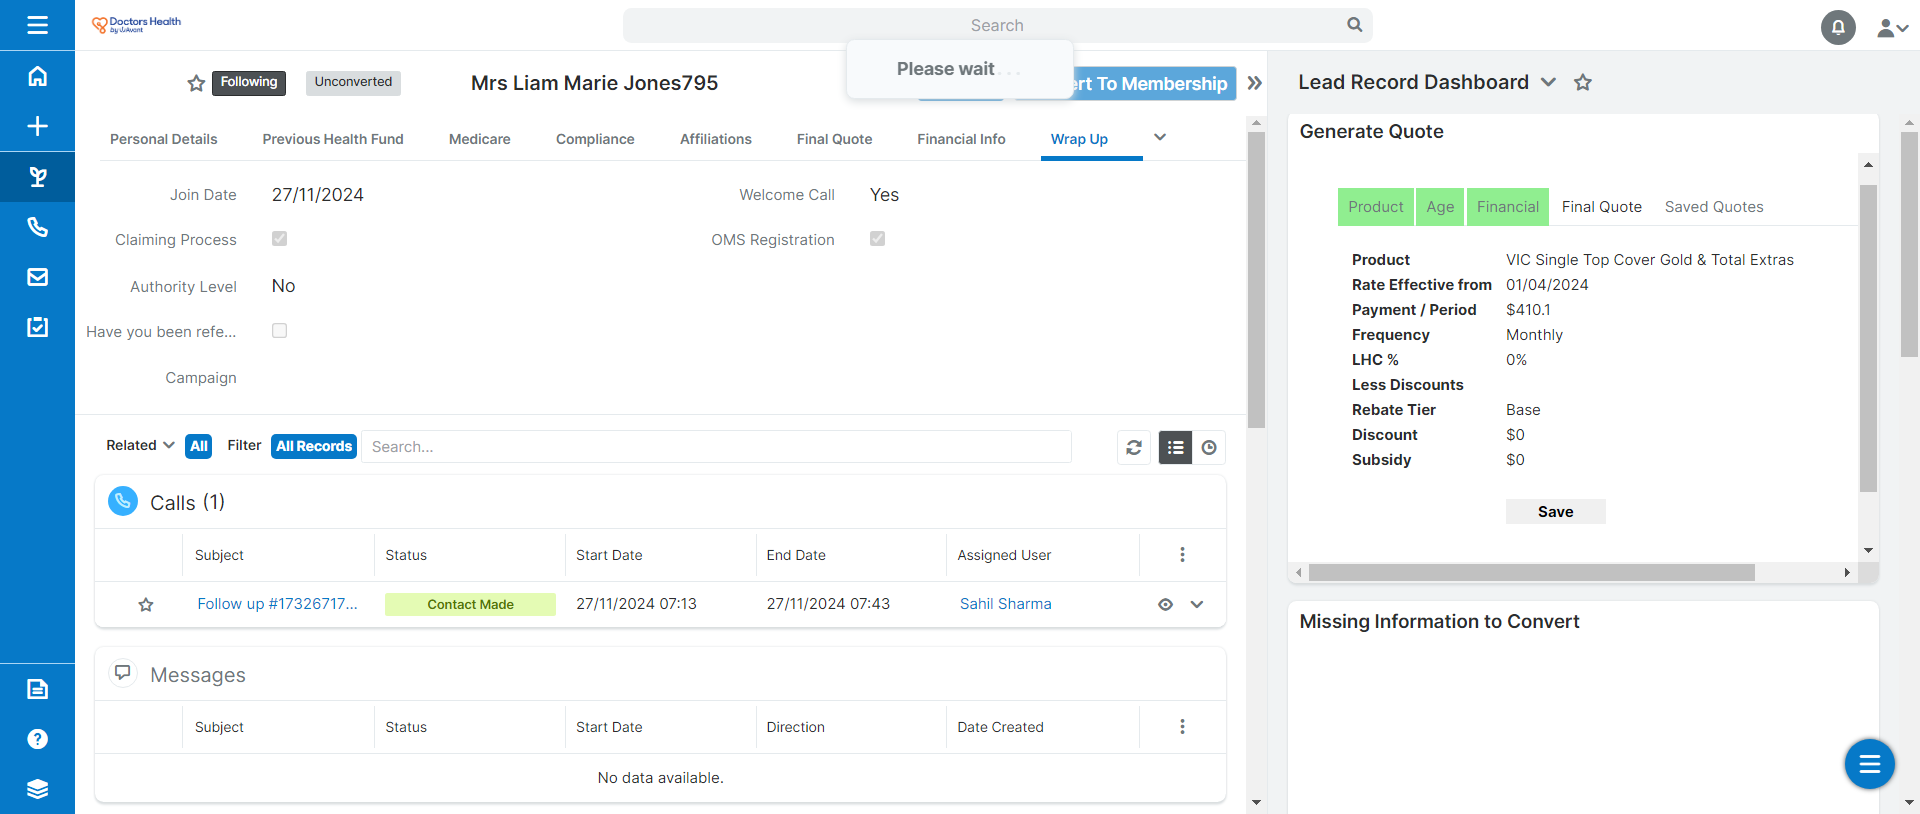 Doctors Health
by Avant
Search
Please wait...
Following
Unconverted
Mrs Liam Marie Jones795
ert To Membership
Lead Record Dashboard
Personal Details
Previous Health Fund
Medicare
Compliance
Affiliations
Final Quote
Financial Info
Wrap Up
Join Date
27/11/2024
Welcome Call
Yes
Claiming Process
OMS Registration
Authority Level
No
Have you been refe...
Campaign
Related
All
Filter
All Records
Search...
Calls (1)
Subject
Status
Start Date
End Date
Assigned User
Follow up #17326717...
Contact Made
27/11/2024 07:13
27/11/2024 07:43
Sahil Sharma
Messages
Subject
Status
Start Date
Direction
Date Created
No data available.
Generate Quote
Product
Age
Financial
Final Quote
Saved Quotes
Product VIC Single Top Cover Gold & Total Extras
Rate Effective from 01/04/2024
Payment / Period $410.1
Frequency Monthly
LHC % 0%
Less Discounts
Rebate Tier Base
Discount $0
Subsidy $0
Save
Missing Information to Convert